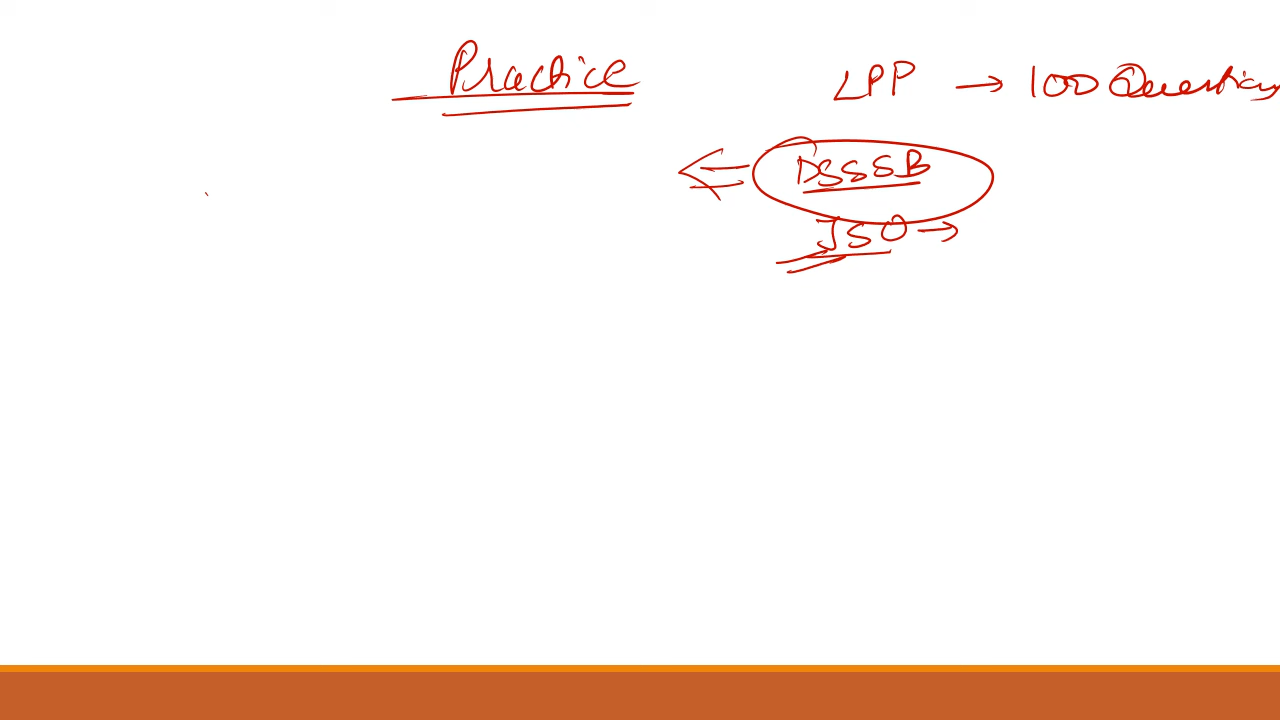 Practice
LPP → 100 Questions
DSSSB
JSO →